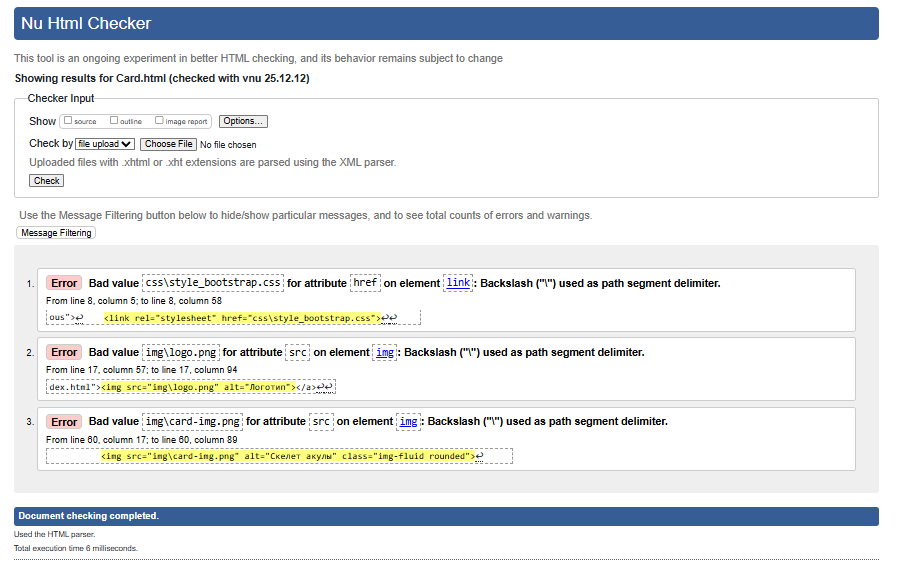 Nu Html Checker
This tool is an ongoing experiment in better HTML checking, and its behavior remains subject to change
Showing results for Card.html (checked with vnu 25.12.12)
Checker Input
Show source outline image report Options...
Check by file upload Choose File No file chosen
Uploaded files with .xhtml or .xht extensions are parsed using the XML parser.
Check
Use the Message Filtering button below to hide/show particular messages, and to see total counts of errors and warnings.
Message Filtering
1. Error Bad value css\style_bootstrap.css for attribute href on element link: Backslash ("\") used as path segment delimiter.
From line 8, column 5; to line 8, column 58
ous">↩ <link rel="stylesheet" href="css\style_bootstrap.css">↩↩
2. Error Bad value img\logo.png for attribute src on element img: Backslash ("\") used as path segment delimiter.
From line 17, column 57; to line 17, column 94
dex.html"><img src="img\logo.png" alt="Логотип"></a>↩↩
3. Error Bad value img\card-img.png for attribute src on element img: Backslash ("\") used as path segment delimiter.
From line 60, column 17; to line 60, column 89
<img src="img\card-img.png" alt="Скелет акулы" class="img-fluid rounded">↩
Document checking completed.
Used the HTML parser.
Total execution time 6 milliseconds.